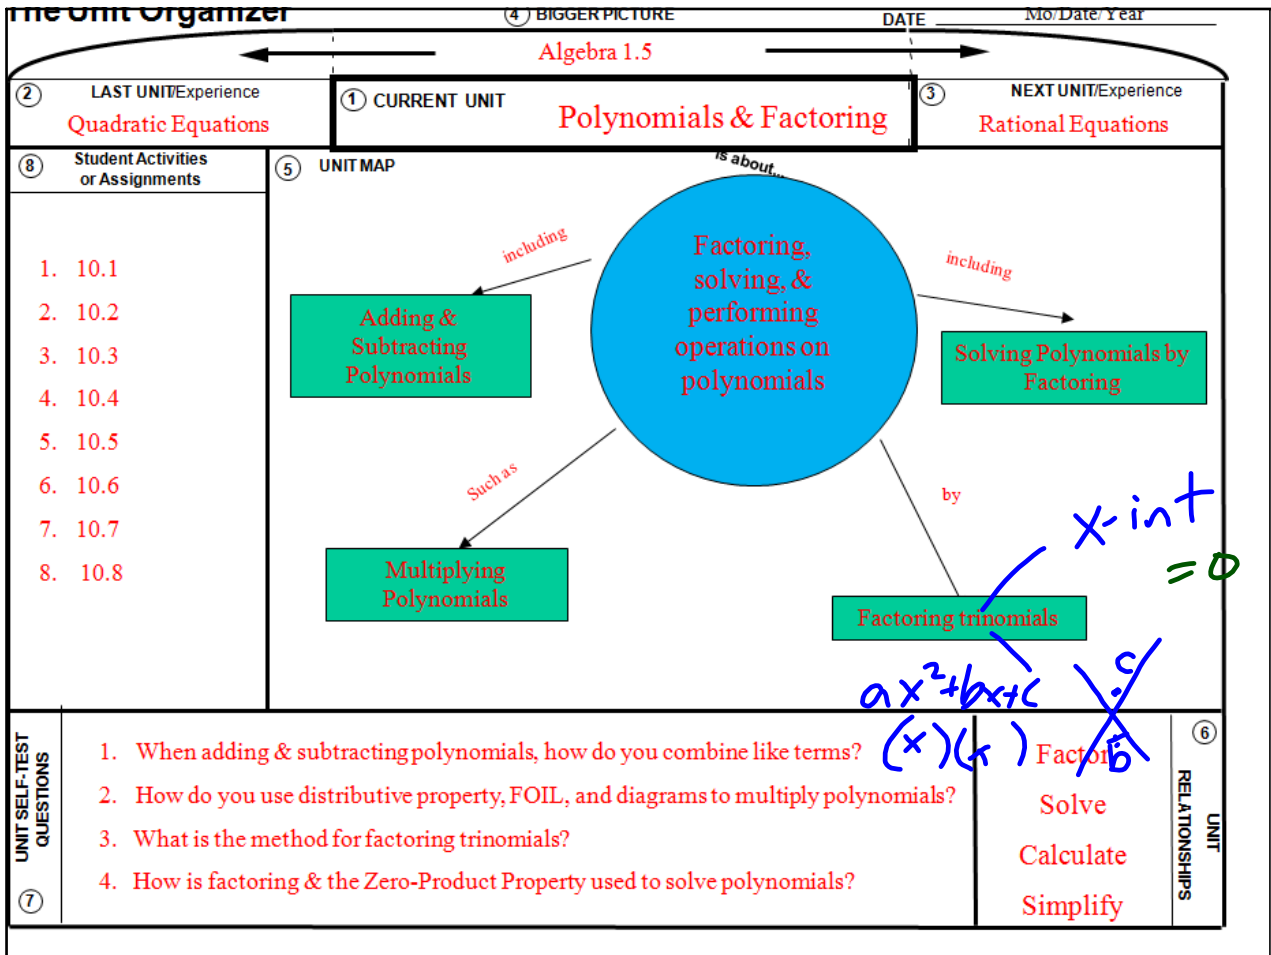 The Unit Organizer
④ BIGGER PICTURE
DATE Mo/Date/Year
Algebra 1.5
② LAST UNIT/Experience
Quadratic Equations
① CURRENT UNIT
Polynomials & Factoring
③ NEXT UNIT/Experience
Rational Equations
⑧ Student Activities
or Assignments
1. 10.1
2. 10.2
3. 10.3
4. 10.4
5. 10.5
6. 10.6
7. 10.7
8. 10.8
⑤ UNIT MAP
is about...
Factoring,
solving, &
performing
operations on
polynomials
including
Adding &
Subtracting
Polynomials
including
Solving Polynomials by
Factoring
Such as
Multiplying
Polynomials
by
Factoring trinomials
x-int
=0
ax²+bx+c
(x )(x )
·c
+
b
UNIT SELF-TEST
QUESTIONS
⑦
1. When adding & subtracting polynomials, how do you combine like terms?
2. How do you use distributive property, FOIL, and diagrams to multiply polynomials?
3. What is the method for factoring trinomials?
4. How is factoring & the Zero-Product Property used to solve polynomials?
Factor
Solve
Calculate
Simplify
⑥
UNIT
RELATIONSHIPS